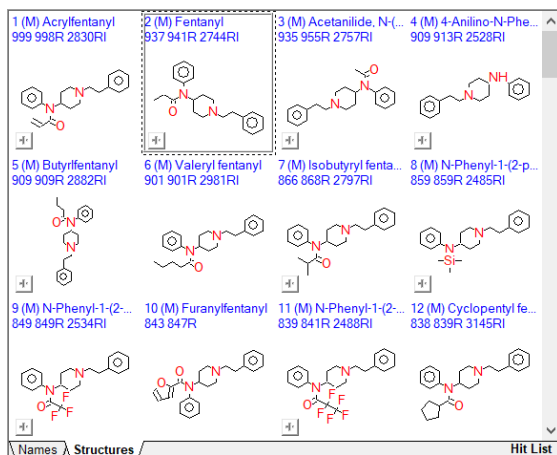 1 (M) Acrylfentanyl
999 998R 2830RI
2 (M) Fentanyl
937 941R 2744RI
3 (M) Acetanilide, N-(...
935 955R 2757RI
4 (M) 4-Anilino-N-Phe...
909 913R 2528RI
N
N
O
N
N
O
O
N
N
N
NH
5 (M) Butyrlfentanyl
909 909R 2882RI
6 (M) Valeryl fentanyl
901 901R 2981RI
7 (M) Isobutyryl fenta...
866 868R 2797RI
8 (M) N-Phenyl-1-(2-p...
859 859R 2485RI
O
N
N
N
N
O
N
N
O
N
N
Si
9 (M) N-Phenyl-1-(2-...
849 849R 2534RI
10 (M) Furanylfentanyl
843 847R
11 (M) N-Phenyl-1-(2-...
839 841R 2488RI
12 (M) Cyclopentyl fe...
838 839R 3145RI
N
N
O
F
F
F
O
O
N
N
N
N
O
F
F
F
F
F
N
N
O
Names
Structures
Hit List